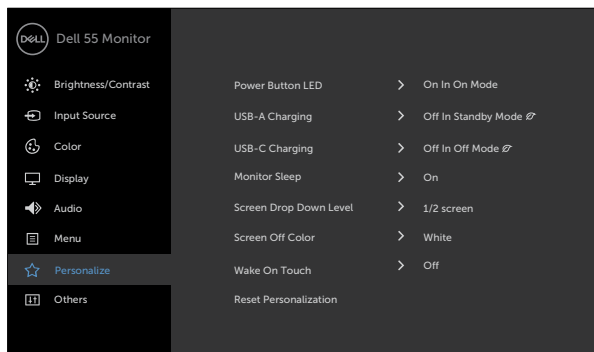 DELL Dell 55 Monitor
Brightness/Contrast
Input Source
Color
Display
Audio
Menu
Personalize
Others
Power Button LED > On In On Mode
USB-A Charging > Off In Standby Mode
USB-C Charging > Off In Off Mode
Monitor Sleep > On
Screen Drop Down Level > 1/2 screen
Screen Off Color > White
Wake On Touch > Off
Reset Personalization